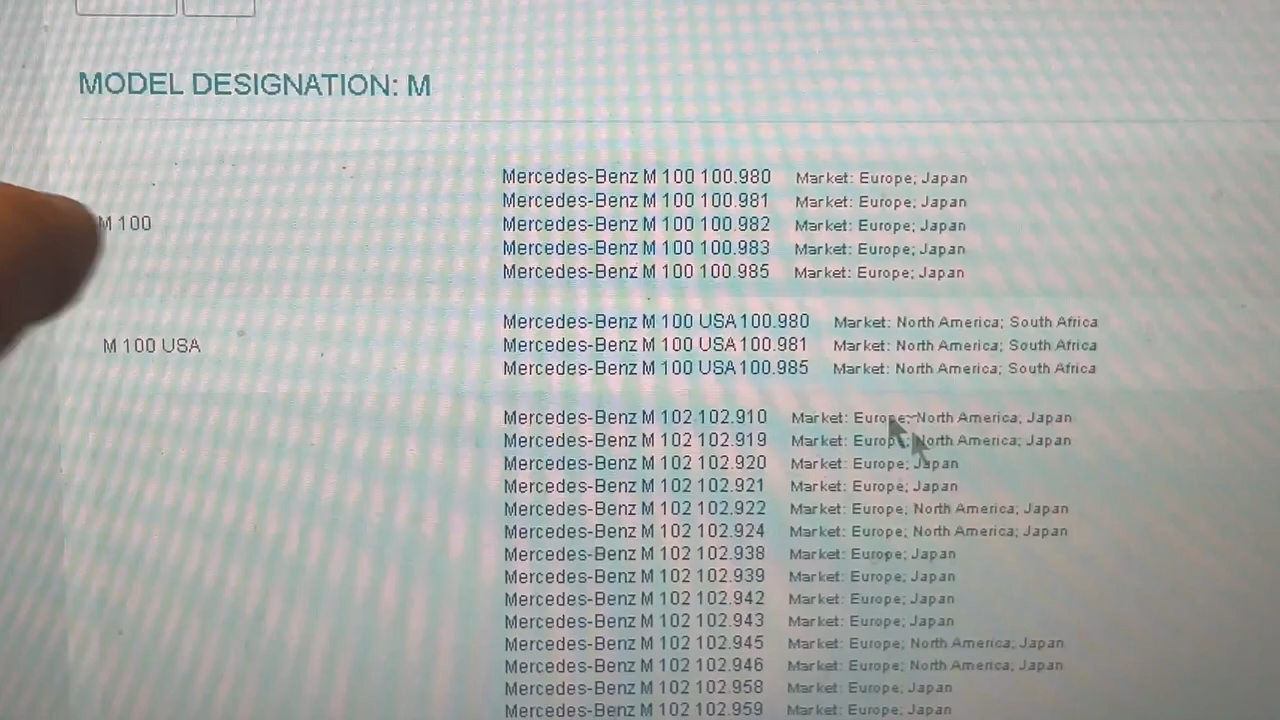 MODEL DESIGNATION: M
M 100
Mercedes-Benz M 100 100.980 Market: Europe; Japan
Mercedes-Benz M 100 100.981 Market: Europe; Japan
Mercedes-Benz M 100 100.982 Market: Europe; Japan
Mercedes-Benz M 100 100.983 Market: Europe; Japan
Mercedes-Benz M 100 100.985 Market: Europe; Japan
M 100 USA
Mercedes-Benz M 100 USA 100.980 Market: North America; South Africa
Mercedes-Benz M 100 USA 100.981 Market: North America; South Africa
Mercedes-Benz M 100 USA 100.985 Market: North America; South Africa
Mercedes-Benz M 102 102.910 Market: Europe; North America; Japan
Mercedes-Benz M 102 102.919 Market: Europe; North America; Japan
Mercedes-Benz M 102 102.920 Market: Europe; Japan
Mercedes-Benz M 102 102.921 Market: Europe; Japan
Mercedes-Benz M 102 102.922 Market: Europe; North America; Japan
Mercedes-Benz M 102 102.924 Market: Europe; North America; Japan
Mercedes-Benz M 102 102.938 Market: Europe; Japan
Mercedes-Benz M 102 102.939 Market: Europe; Japan
Mercedes-Benz M 102 102.942 Market: Europe; Japan
Mercedes-Benz M 102 102.943 Market: Europe; Japan
Mercedes-Benz M 102 102.945 Market: Europe; North America; Japan
Mercedes-Benz M 102 102.946 Market: Europe; North America; Japan
Mercedes-Benz M 102 102.958 Market: Europe; Japan
Mercedes-Benz M 102 102.959 Market: Europe; Japan